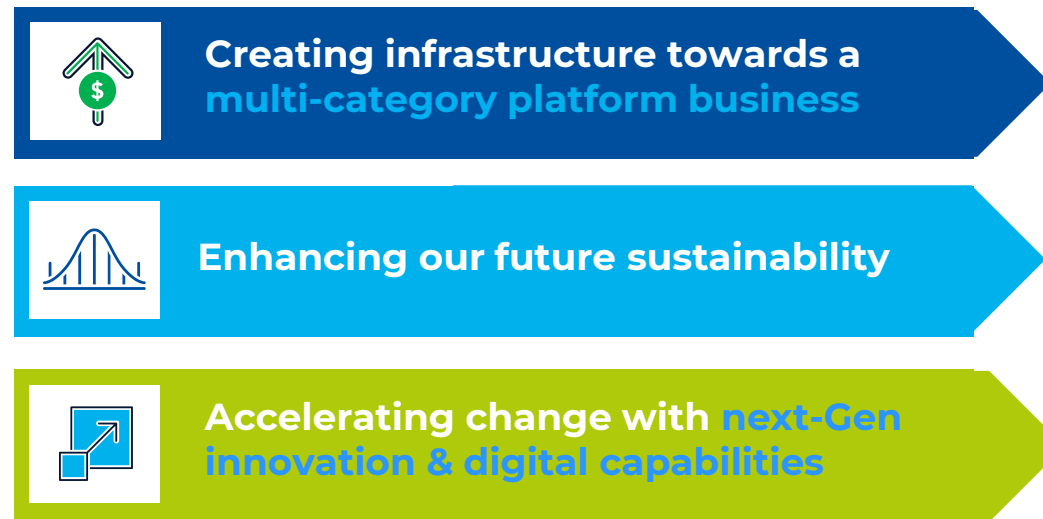 $
Creating infrastructure towards a
multi-category platform business
Enhancing our future sustainability
Accelerating change with next-Gen
innovation & digital capabilities